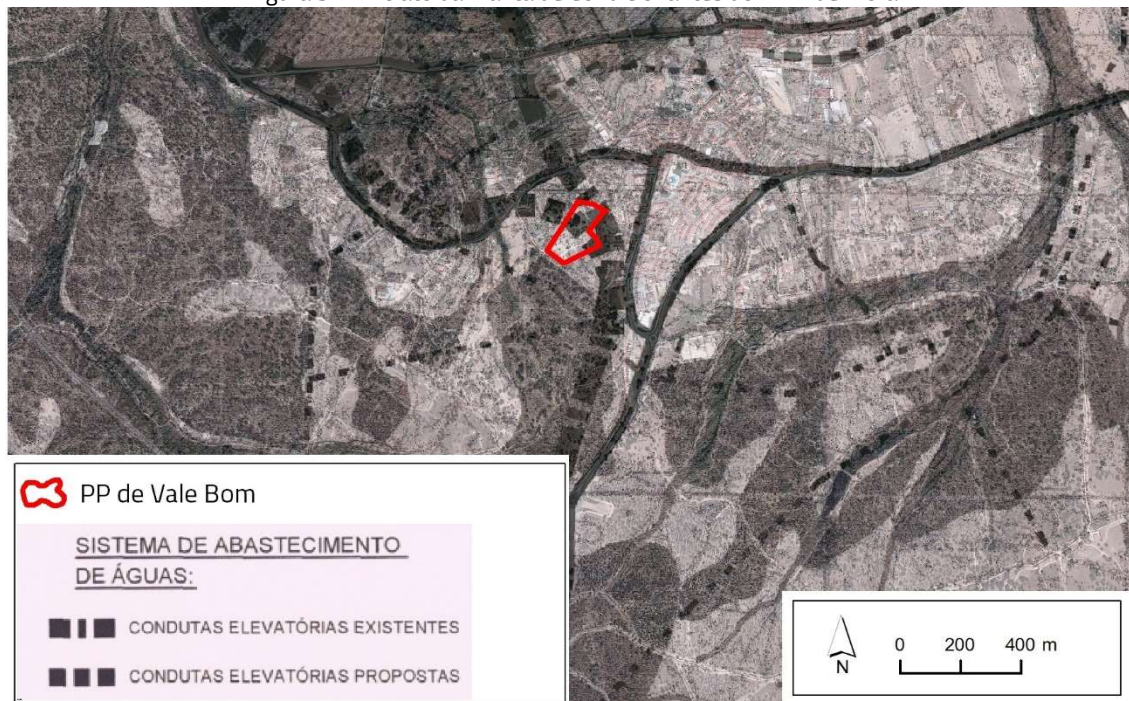 PP de Vale Bom
SISTEMA DE ABASTECIMENTO
DE ÁGUAS:
CONDUTAS ELEVATÓRIAS EXISTENTES
CONDUTAS ELEVATÓRIAS PROPOSTAS
N
0 200 400 m